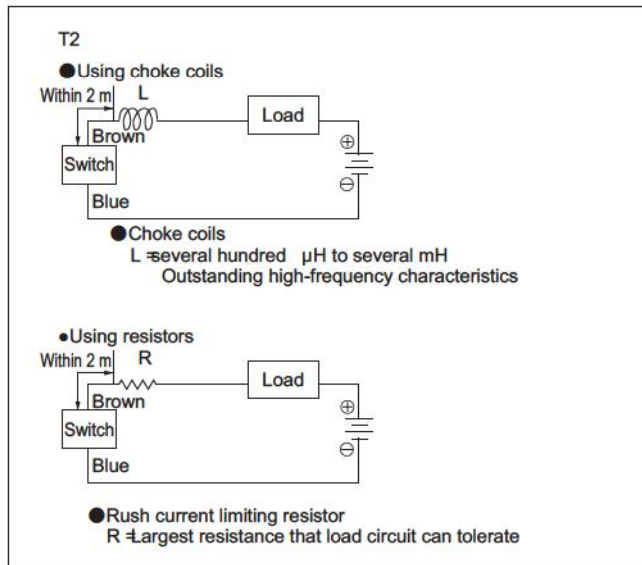 T2
●Using choke coils
Within 2 m L
Load
Brown
⊕
Switch
⊖
Blue
●Choke coils
L =several hundred µH to several mH
Outstanding high-frequency characteristics
●Using resistors
Within 2 m R
Load
Brown
⊕
Switch
⊖
Blue
●Rush current limiting resistor
R =Largest resistance that load circuit can tolerate